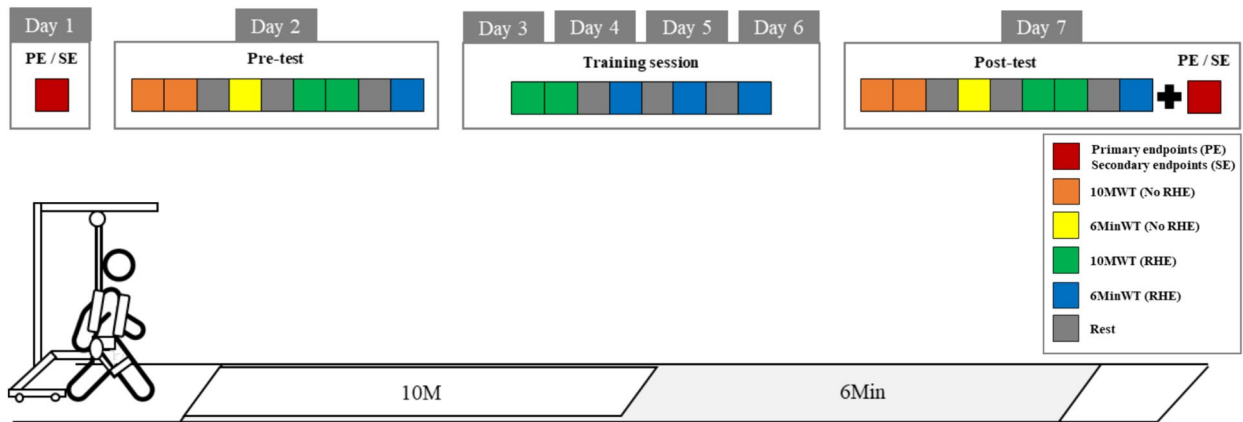 Day 1
Day 2
Day 3
Day 4
Day 5
Day 6
Day 7
PE / SE
Pre-test
Training session
Post-test
PE / SE
Primary endpoints (PE)
Secondary endpoints (SE)
10MWT (No RHE)
6MinWT (No RHE)
10MWT (RHE)
6MinWT (RHE)
Rest
10M
6Min